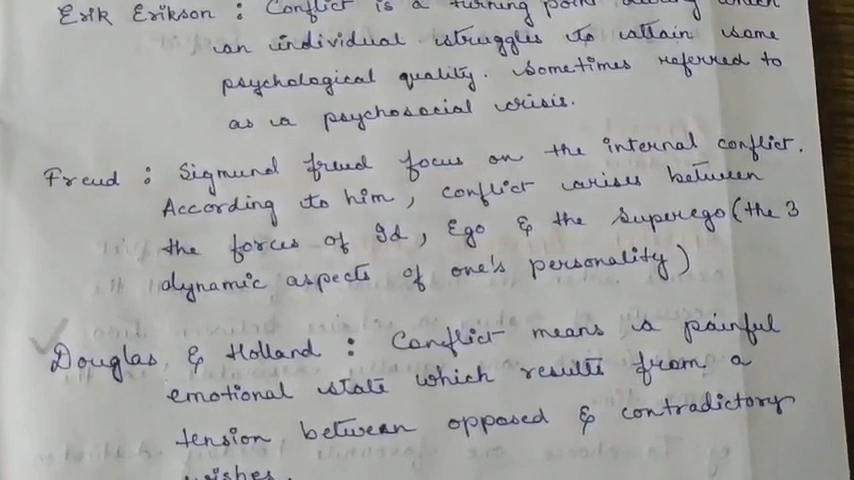 Erik Erikson : Conflict is a turning point during which
an individual struggles to attain some
psychological quality. Sometimes referred to
as a psychosocial crisis.
Freud : Sigmund freud focus on the internal conflict.
According to him, conflict arises between
the forces of Id, Ego & the Superego (the 3
dynamic aspects of one's personality)
Douglas & Holland : Conflict means a painful
emotional state which results from a
tension between opposed & contradictory
wishes.